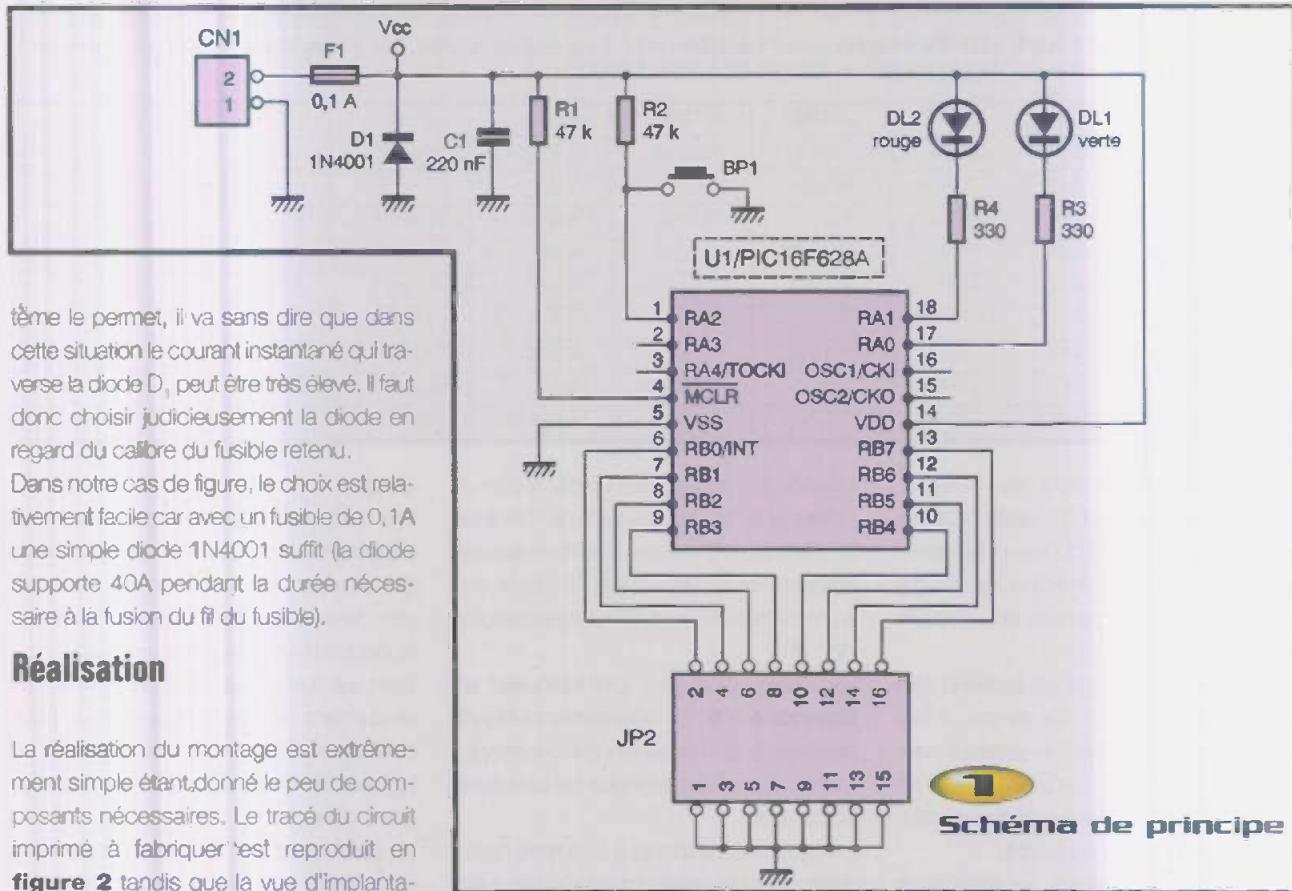 CN1
2
1
F1
0,1 A
Vcc
D1
1N4001
C1
220 nF
R1
47 k
R2
47 k
BP1
DL2
rouge
DL1
verte
R4
330
R3
330
U1/PIC16F628A
1
RA2
2
RA3
3
RA4/TOCKI
4
MCLR
5
VSS
6
RB0/INT
7
RB1
8
RB2
9
RB3
RA1
18
RA0
17
OSC1/CKI
16
OSC2/CKO
15
VDD
14
RB7
13
RB6
12
RB5
11
RB4
10
JP2
2 4 6 8 10 12 14 16
1 3 5 7 9 11 13 15
1
Schéma de principe
tème le permet, il va sans dire que dans
cette situation le courant instantané qui tra-
verse la diode D1 peut être très élevé. Il faut
donc choisir judicieusement la diode en
regard du calibre du fusible retenu.
Dans notre cas de figure, le choix est rela-
tivement facile car avec un fusible de 0,1A
une simple diode 1N4001 suffit (la diode
supporte 40A pendant la durée néces-
saire à la fusion du fil du fusible).
Réalisation
La réalisation du montage est extrême-
ment simple étant donné le peu de com-
posants nécessaires. Le tracé du circuit
imprimé à fabriquer est reproduit en
figure 2 tandis que la vue d'implanta-